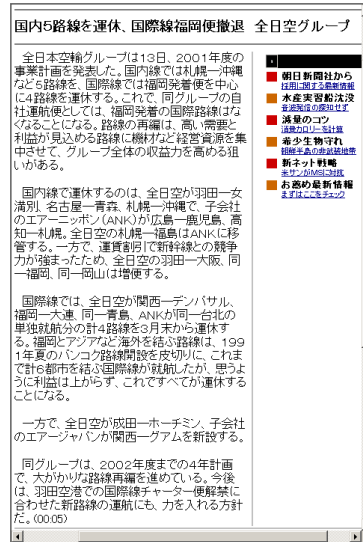 国内5路線を運休、国際線福岡便撤退 全日空グループ
　全日本空輸グループは13日、2001年度の
事業計画を発表した。国内線では札幌ー沖縄
など5路線を、国際線では福岡発着便を中心
に4路線を運休する。これで、同グループの自
社運航便としては、福岡発着の国際路線はな
くなることになる。路線の再編は、高い需要と
利益が見込める路線に機材など経営資源を集
中させて、グループ全体の収益力を高める狙
いがある。
　国内線で運休するのは、全日空が羽田ー女
満別、名古屋ー青森、札幌ー沖縄で、子会社
のエアーニッポン(ANK)が広島ー鹿児島、高
知ー札幌。全日空の札幌ー福島はANKに移
管する。一方で、運賃割引で新幹線との競争
力が強まったため、全日空の羽田ー大阪、同
ー福岡、同ー岡山は増便する。
　国際線では、全日空が関西ーデンパサル、
福岡ー大連、同ー青島、ANKが同ー台北の
単独就航分の計4路線を3月末から運休す
る。福岡とアジアなど海外を結ぶ路線は、199
1年夏のバンコク路線開設を皮切りに、これま
で計6都市を結ぶ国際線が就航したが、思うよ
うに利益は上がらず、これですべてが運休する
ことになる。
　一方で、全日空が成田ーホーチミン、子会社
のエアージャパンが関西ーグアムを新設する。
　同グループは、2002年度までの4年計画
で、大がかりな路線再編を進めている。今後
は、羽田空港での国際線チャーター便解禁に
合わせた新路線の運航にも、力を入れる方針
だ。(00:05)
朝日新聞社から
採用に関する最新情報
水産実習船沈没
音波発信の探知せず
減量のコツ
消費カロリーを計算
希少生物守れ
朝鮮半島の非武装地帯
新ネット戦略
米サンがMSに対抗
お薦め最新情報
まずはここをチェック